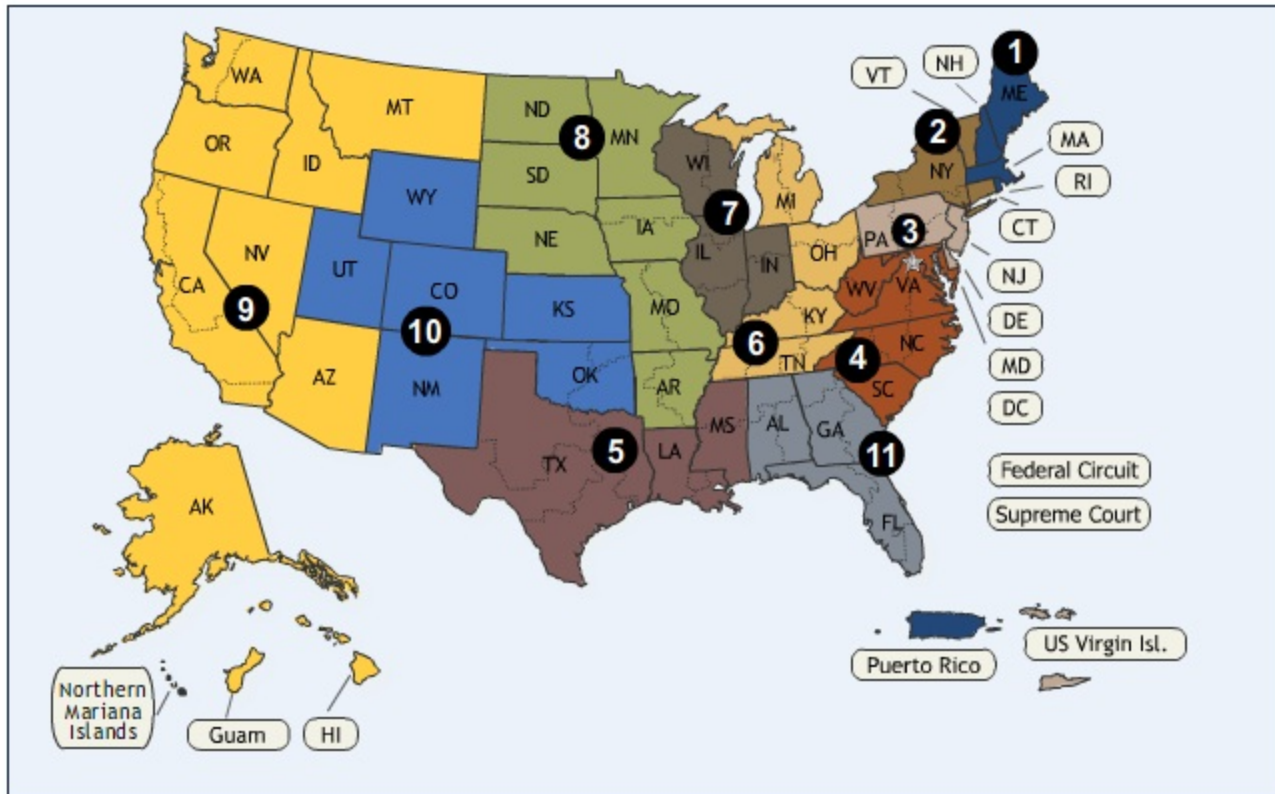 1
VT
NH
ME
WA
MT
ND
8
MN
2
MA
OR
ID
SD
WI
NY
RI
WY
7
MI
CT
NV
UT
NE
IA
PA
3
NJ
CA
9
CO
10
KS
MO
IL
IN
OH
WV
VA
DE
KY
6
TN
4
NC
MD
AZ
NM
OK
AR
SC
DC
TX
5
LA
MS
AL
GA
11
Federal Circuit
AK
FL
Supreme Court
US Virgin Isl.
Puerto Rico
Northern
Mariana
Islands
Guam
HI